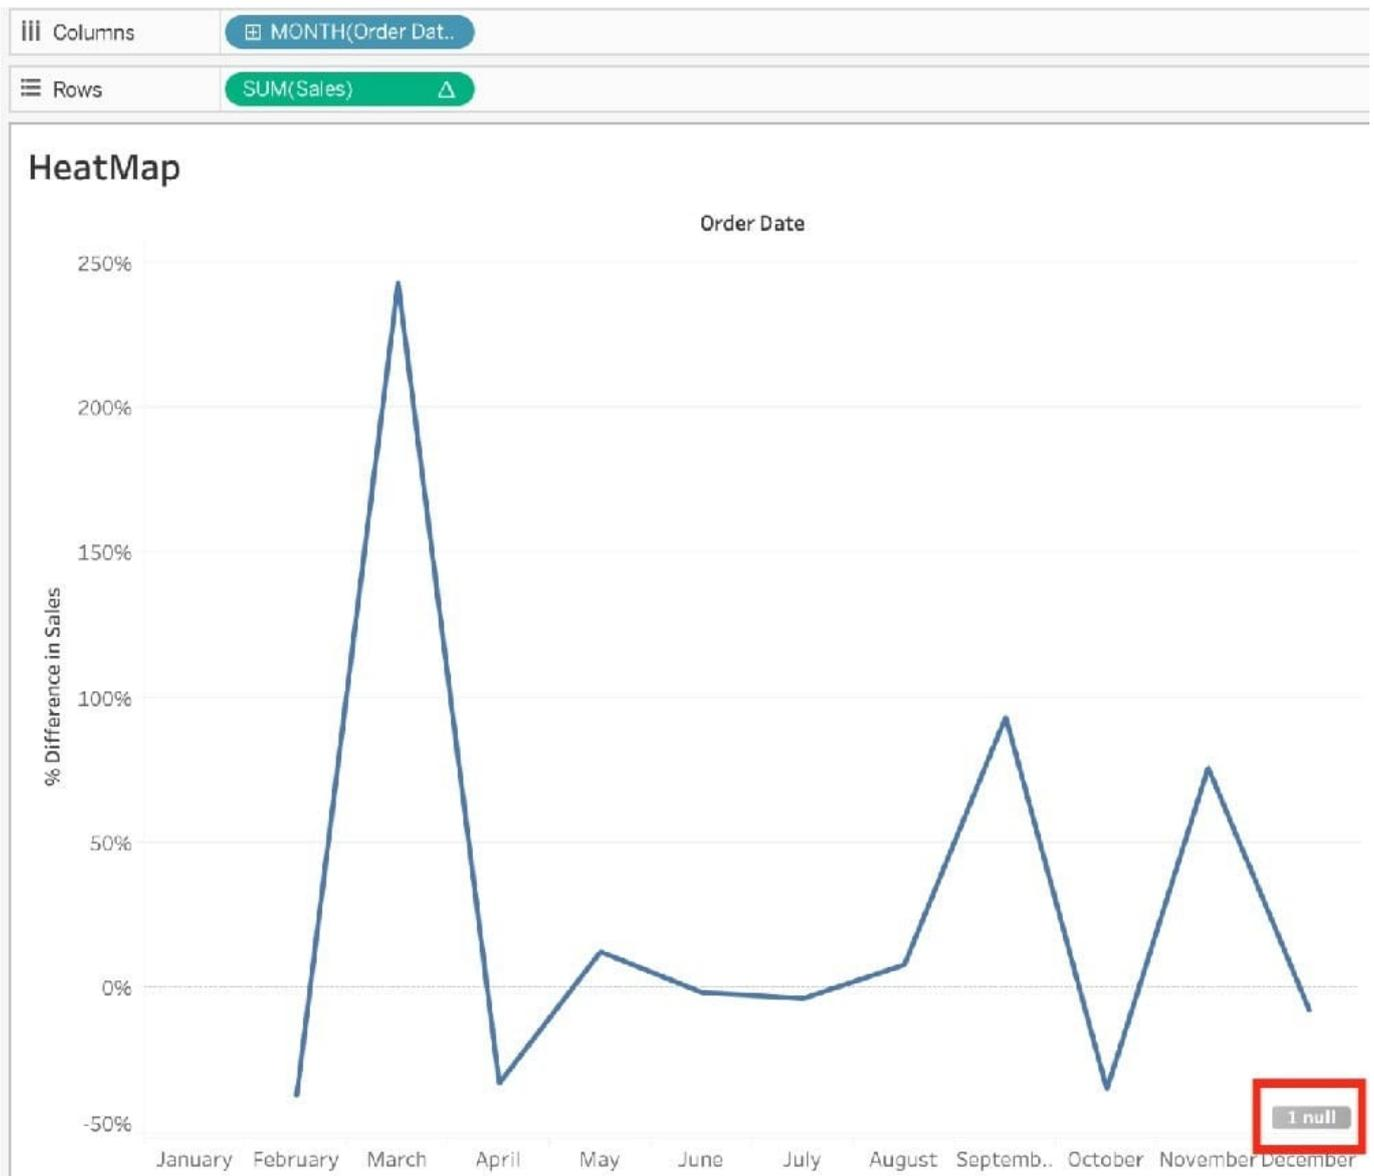 Columns
MONTH(Order Dat..
Rows
SUM(Sales)
HeatMap
Order Date
250%
200%
150%
100%
50%
0%
-50%
% Difference in Sales
1 null
January February March April May June July August Septemb.. October November December